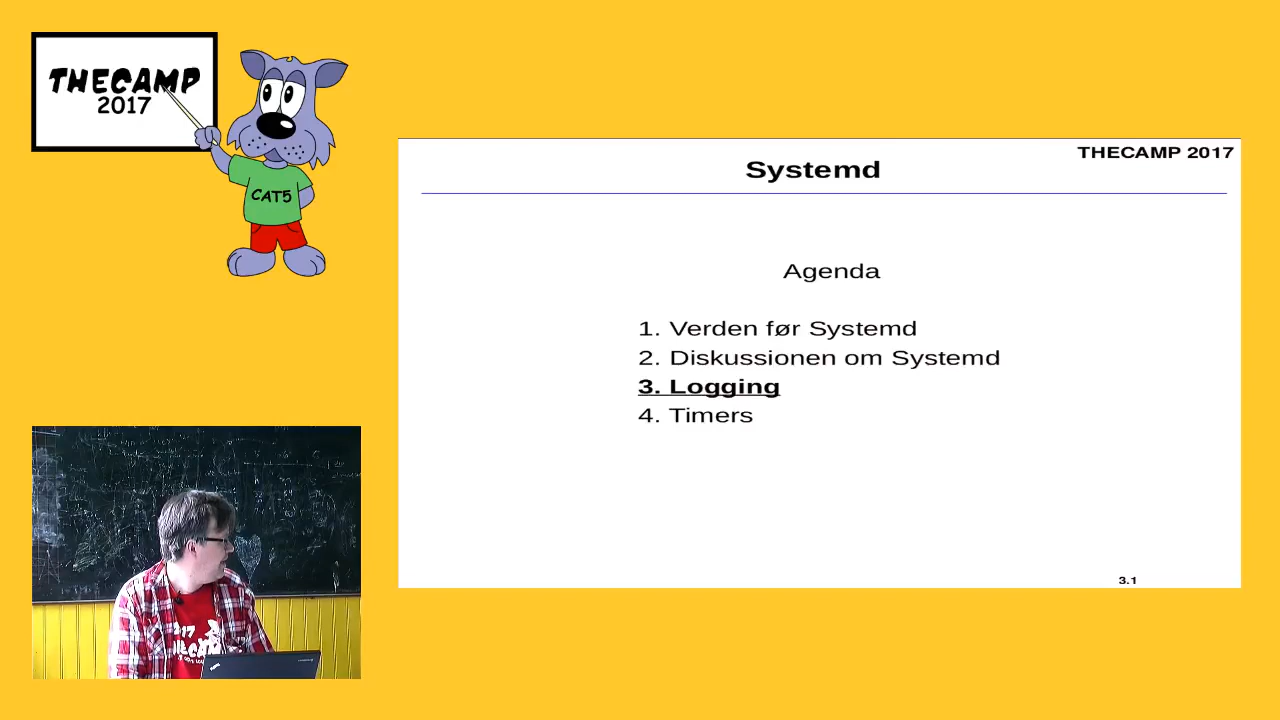 THECAMP
2017
CAT5
THECAMP 2017
Systemd
Agenda
1. Verden før Systemd
2. Diskussionen om Systemd
3. Logging
4. Timers
3.1
2017